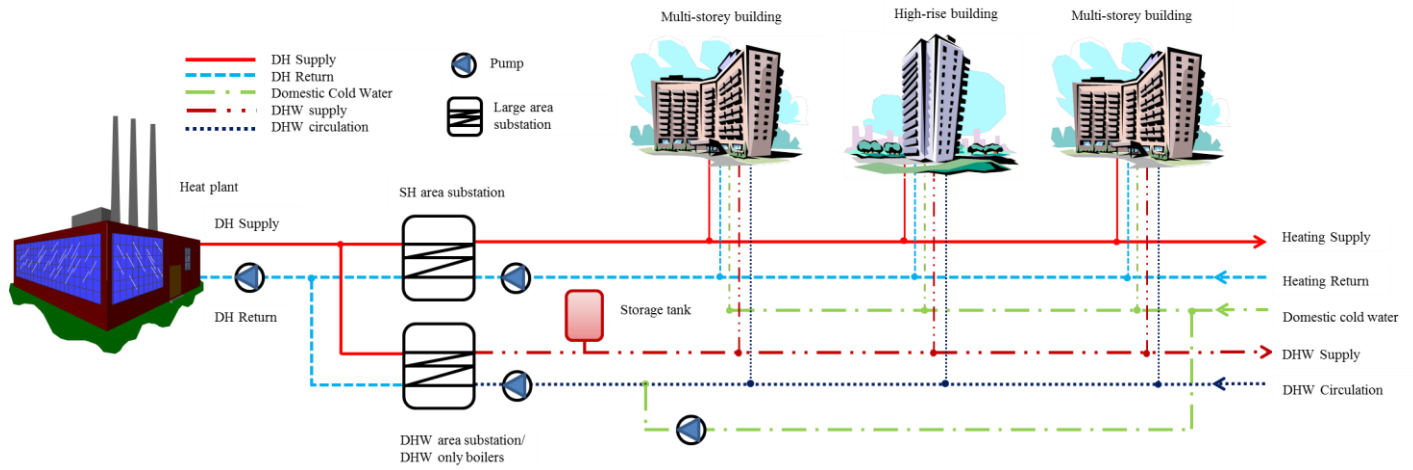 Multi-storey building
High-rise building
Multi-storey building
DH Supply
DH Return
Domestic Cold Water
DHW supply
DHW circulation
Pump
Large area
substation
Heat plant
SH area substation
DH Supply
DH Return
Storage tank
Heating Supply
Heating Return
Domestic cold water
DHW Supply
DHW Circulation
DHW area substation/
DHW only boilers